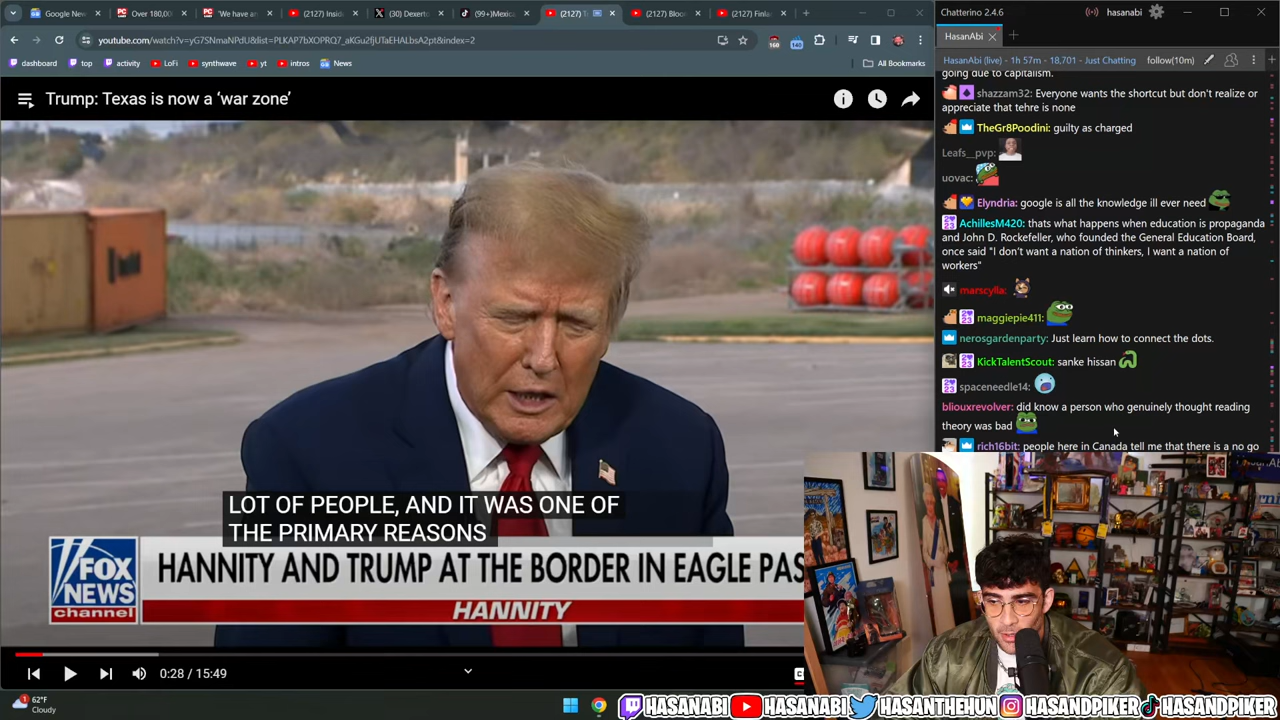 Google New
Over 180,00
"We have an
(2127) Insid
(30) Dexert
(99+)Mexica
(2127) T
(2127) Bloo
(2127) Finla
youtube.com/watch?v=yG7SNmaNPdU&list=PLKAP7bXOPRQ7_aKGu2fjUTaEHALbsA2pt&index=2
160
140
dashboard
top
activity
LoFi
synthwave
yt
intros
News
All Bookmarks
Trump: Texas is now a 'war zone'
LOT OF PEOPLE, AND IT WAS ONE OF
THE PRIMARY REASONS
FOX
NEWS
channel
HANNITY AND TRUMP AT THE BORDER IN EAGLE PAS
HANNITY
0:28 / 15:49
62°F
Cloudy
Chatterino 2.4.6
hasanabi
HasanAbi
HasanAbi (live) - 1h 57m - 18,701 - Just Chatting
follow(10m)
going due to capitalism.
shazzam32: Everyone wants the shortcut but don't realize or
appreciate that tehre is none
TheGr8Poodini: guilty as charged
Leafs__pvp:
uovac:
Elyndria: google is all the knowledge ill ever need
AchillesM420: thats what happens when education is propaganda
and John D. Rockefeller, who founded the General Education Board,
once said "I don't want a nation of thinkers, I want a nation of
workers"
marscylla:
maggiepie411:
nerosgardenparty: Just learn how to connect the dots.
KickTalentScout: sanke hissan
spaceneedle14:
bliouxrevolver: did know a person who genuinely thought reading
theory was bad
rich16bit: people here in Canada tell me that there is a no go
HASANABI
HASANABI
HASANTHEHUN
HASANDPIKER
HASANDPIKER